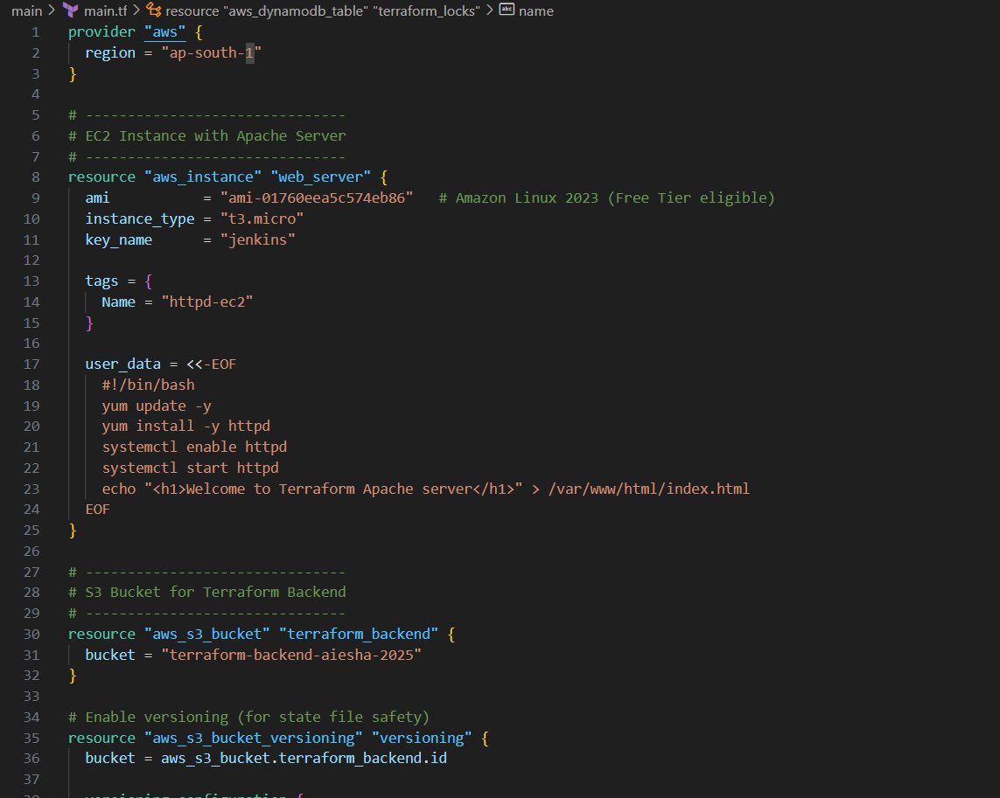 main > main.tf > resource "aws_dynamodb_table" "terraform_locks" > abc name
1 provider "aws" {
2 region = "ap-south-1"
3 }
4
5 # -------------------------------
6 # EC2 Instance with Apache Server
7 # -------------------------------
8 resource "aws_instance" "web_server" {
9 ami = "ami-01760eea5c574eb86" # Amazon Linux 2023 (Free Tier eligible)
10 instance_type = "t3.micro"
11 key_name = "jenkins"
12
13 tags = {
14 Name = "httpd-ec2"
15 }
16
17 user_data = <<-EOF
18 #!/bin/bash
19 yum update -y
20 yum install -y httpd
21 systemctl enable httpd
22 systemctl start httpd
23 echo "<h1>Welcome to Terraform Apache server</h1>" > /var/www/html/index.html
24 EOF
25 }
26
27 # -------------------------------
28 # S3 Bucket for Terraform Backend
29 # -------------------------------
30 resource "aws_s3_bucket" "terraform_backend" {
31 bucket = "terraform-backend-aiesha-2025"
32 }
33
34 # Enable versioning (for state file safety)
35 resource "aws_s3_bucket_versioning" "versioning" {
36 bucket = aws_s3_bucket.terraform_backend.id
37
38 versioning_configuration {